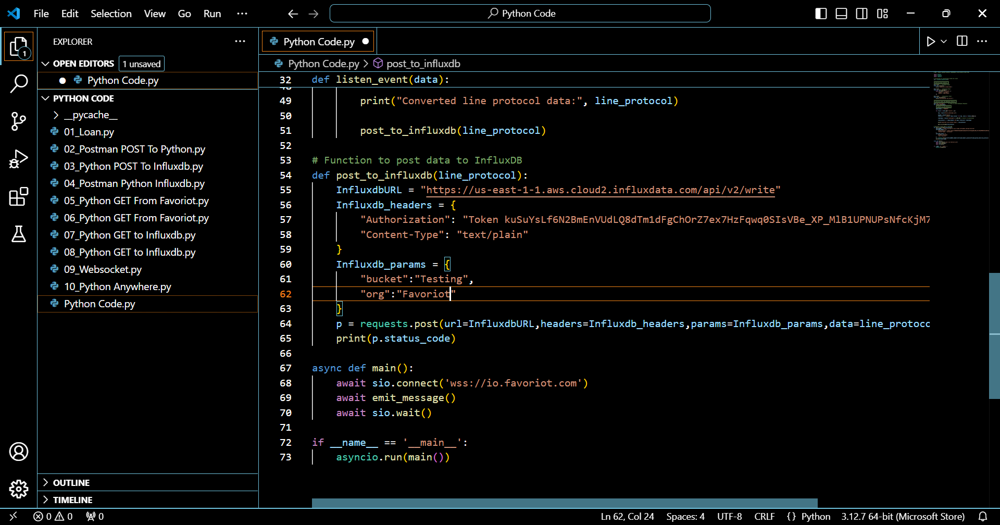 File Edit Selection View Go Run ···
Python Code
EXPLORER ···
OPEN EDITORS 1 unsaved
Python Code.py
PYTHON CODE
__pycache__
01_Loan.py
02_Postman POST To Python.py
03_Python POST To Influxdb.py
04_Postman Python Influxdb.py
05_Python GET From Favoriot.py
06_Python GET From Favoriot.py
07_Python GET to Influxdb.py
08_Python GET to Influxdb.py
09_Websocket.py
10_Python Anywhere.py
Python Code.py
OUTLINE
TIMELINE
1
Python Code.py
Python Code.py > post_to_influxdb
32 def listen_event(data):
49 print("Converted line protocol data:", line_protocol)
50
51 post_to_influxdb(line_protocol)
52
53 # Function to post data to InfluxDB
54 def post_to_influxdb(line_protocol):
55 InfluxdbURL = "https://us-east-1-1.aws.cloud2.influxdata.com/api/v2/write"
56 Influxdb_headers = {
57 "Authorization": "Token kuSuYsLf6N2BmEnVUdLQ8dTm1dFgChOrZ7ex7HzFqwq0SIsVBe_XP_MlB1UPNUPsNfcKjM7
58 "Content-Type": "text/plain"
59 }
60 Influxdb_params = {
61 "bucket":"Testing",
62 "org":"Favoriot"
63 }
64 p = requests.post(url=InfluxdbURL,headers=Influxdb_headers,params=Influxdb_params,data=line_protoco
65 print(p.status_code)
66
67 async def main():
68 await sio.connect('wss://io.favoriot.com')
69 await emit_message()
70 await sio.wait()
71
72 if __name__ == '__main__':
73 asyncio.run(main())
0 0 0 Ln 62, Col 24 Spaces: 4 UTF-8 CRLF {} Python 3.12.7 64-bit (Microsoft Store)